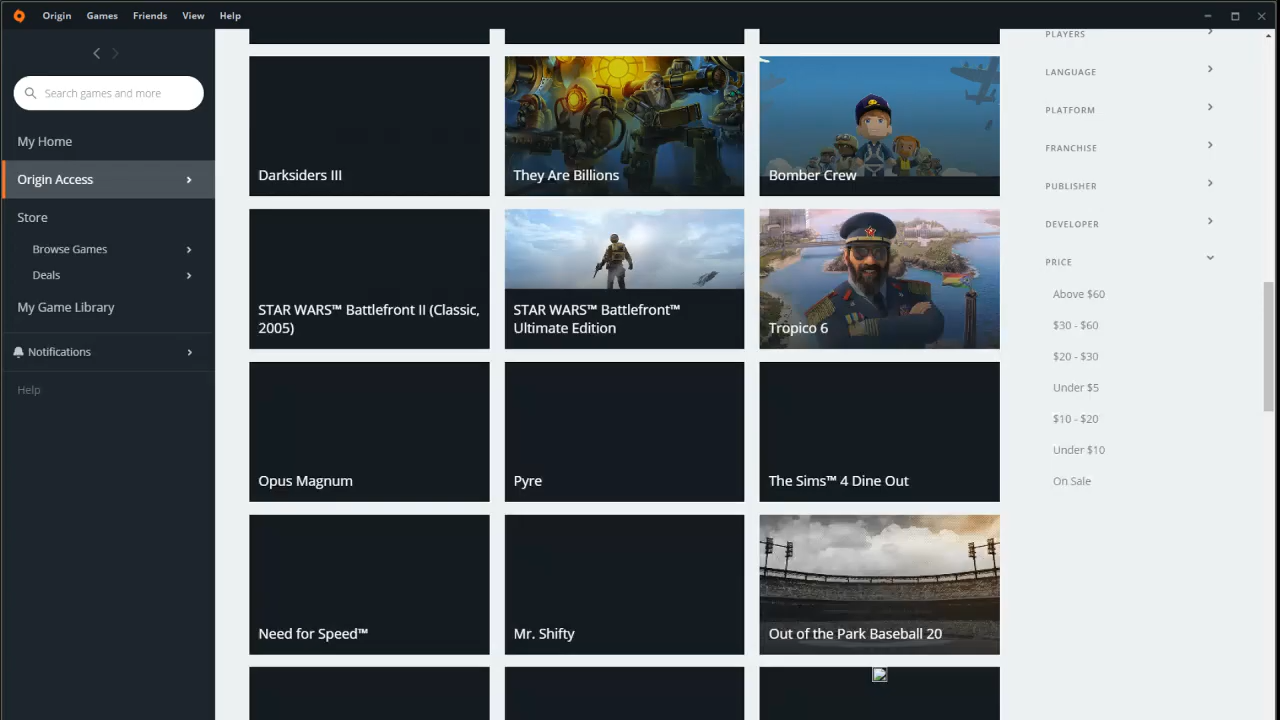 Origin
Games
Friends
View
Help
Search games and more
My Home
Origin Access
Store
Browse Games
Deals
My Game Library
Notifications
Help
Darksiders III
They Are Billions
Bomber Crew
STAR WARS™ Battlefront II (Classic,
2005)
STAR WARS™ Battlefront™
Ultimate Edition
Tropico 6
Opus Magnum
Pyre
The Sims™ 4 Dine Out
Need for Speed™
Mr. Shifty
Out of the Park Baseball 20
PLAYERS
LANGUAGE
PLATFORM
FRANCHISE
PUBLISHER
DEVELOPER
PRICE
Above $60
$30 - $60
$20 - $30
Under $5
$10 - $20
Under $10
On Sale